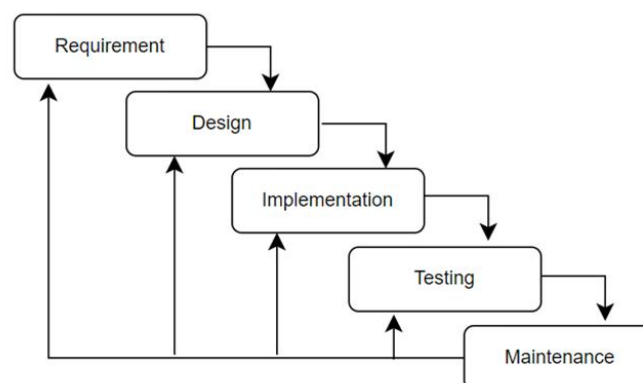 Requirement
Design
Implementation
Testing
Maintenance